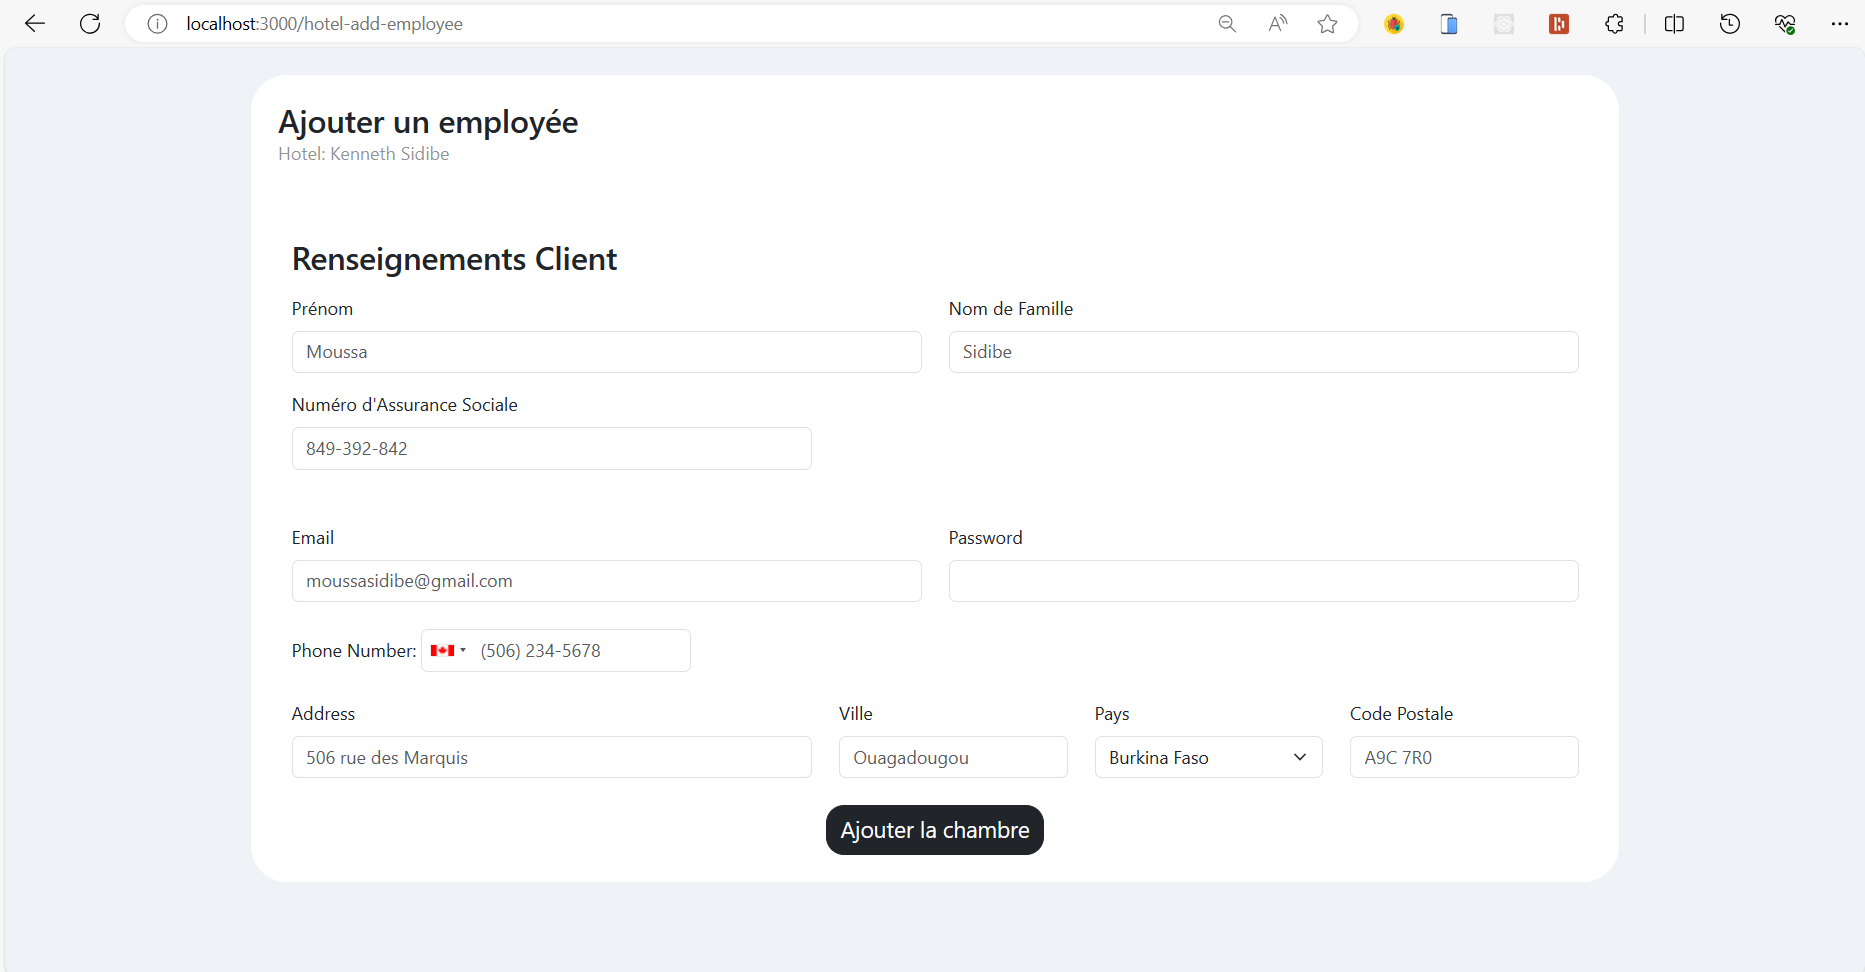 localhost:3000/hotel-add-employee
Ajouter un employée
Hotel: Kenneth Sidibe
Renseignements Client
Prénom Nom de Famille
Moussa Sidibe
Numéro d'Assurance Sociale
849-392-842
Email Password
moussasidibe@gmail.com
Phone Number: (506) 234-5678
Address Ville Pays Code Postale
506 rue des Marquis Ouagadougou Burkina Faso A9C 7R0
Ajouter la chambre